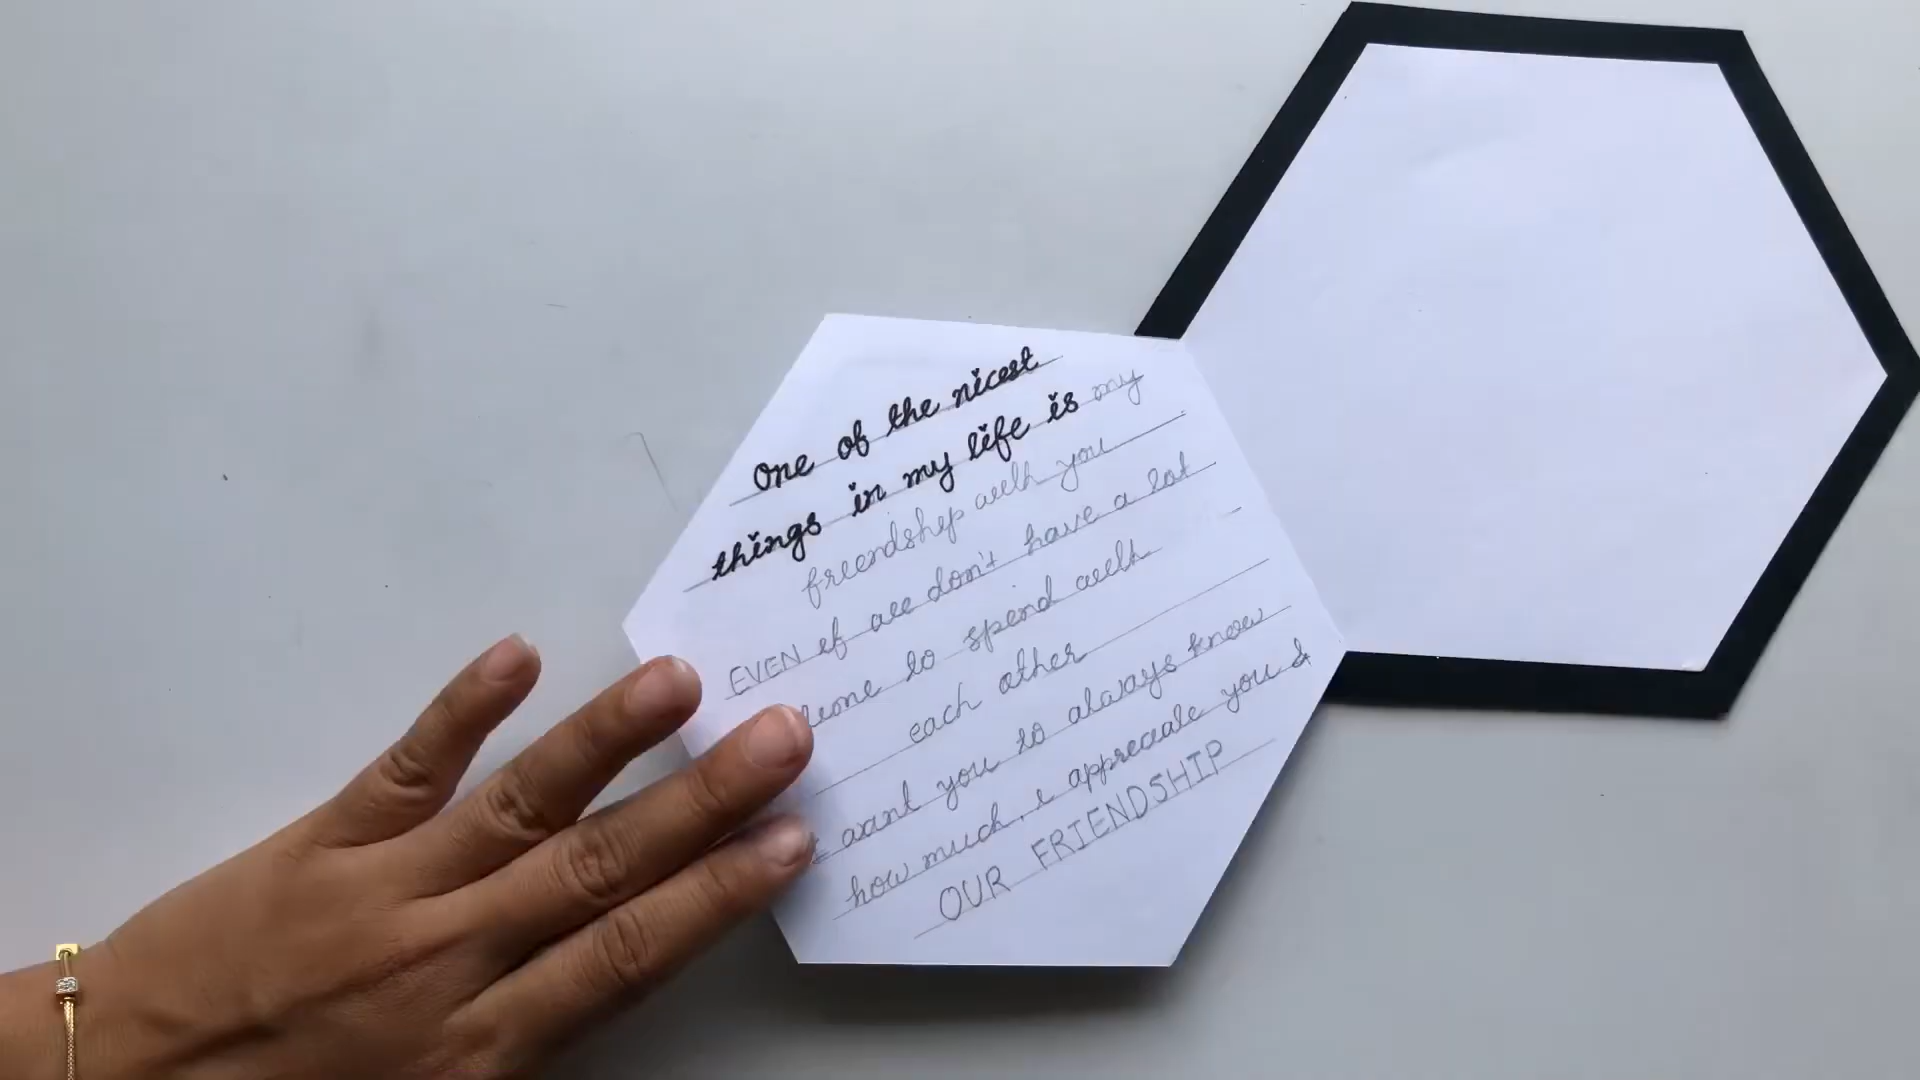 One of the nicest
things in my life is my
friendship with you
EVEN if we don't have a lot
time to spend with
each other
I want you to always know
how much, i appreciate you &
OUR FRIENDSHIP